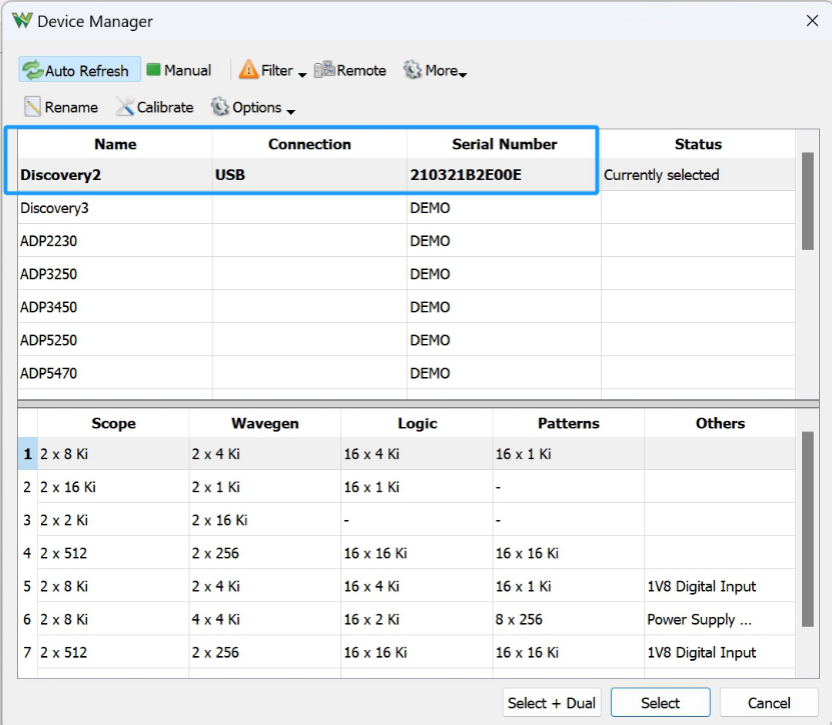 Device Manager
Auto Refresh Manual Filter Remote More
Rename Calibrate Options
Name Connection Serial Number Status
Discovery2 USB 210321B2E00E Currently selected
Discovery3 DEMO
ADP2230 DEMO
ADP3250 DEMO
ADP3450 DEMO
ADP5250 DEMO
ADP5470 DEMO
Scope Wavegen Logic Patterns Others
1 2 x 8 Ki 2 x 4 Ki 16 x 4 Ki 16 x 1 Ki
2 2 x 16 Ki 2 x 1 Ki 16 x 1 Ki -
3 2 x 2 Ki 2 x 16 Ki - -
4 2 x 512 2 x 256 16 x 16 Ki 16 x 16 Ki
5 2 x 8 Ki 2 x 4 Ki 16 x 4 Ki 16 x 1 Ki 1V8 Digital Input
6 2 x 8 Ki 4 x 4 Ki 16 x 2 Ki 8 x 256 Power Supply ...
7 2 x 512 2 x 256 16 x 16 Ki 16 x 16 Ki 1V8 Digital Input
Select + Dual Select Cancel